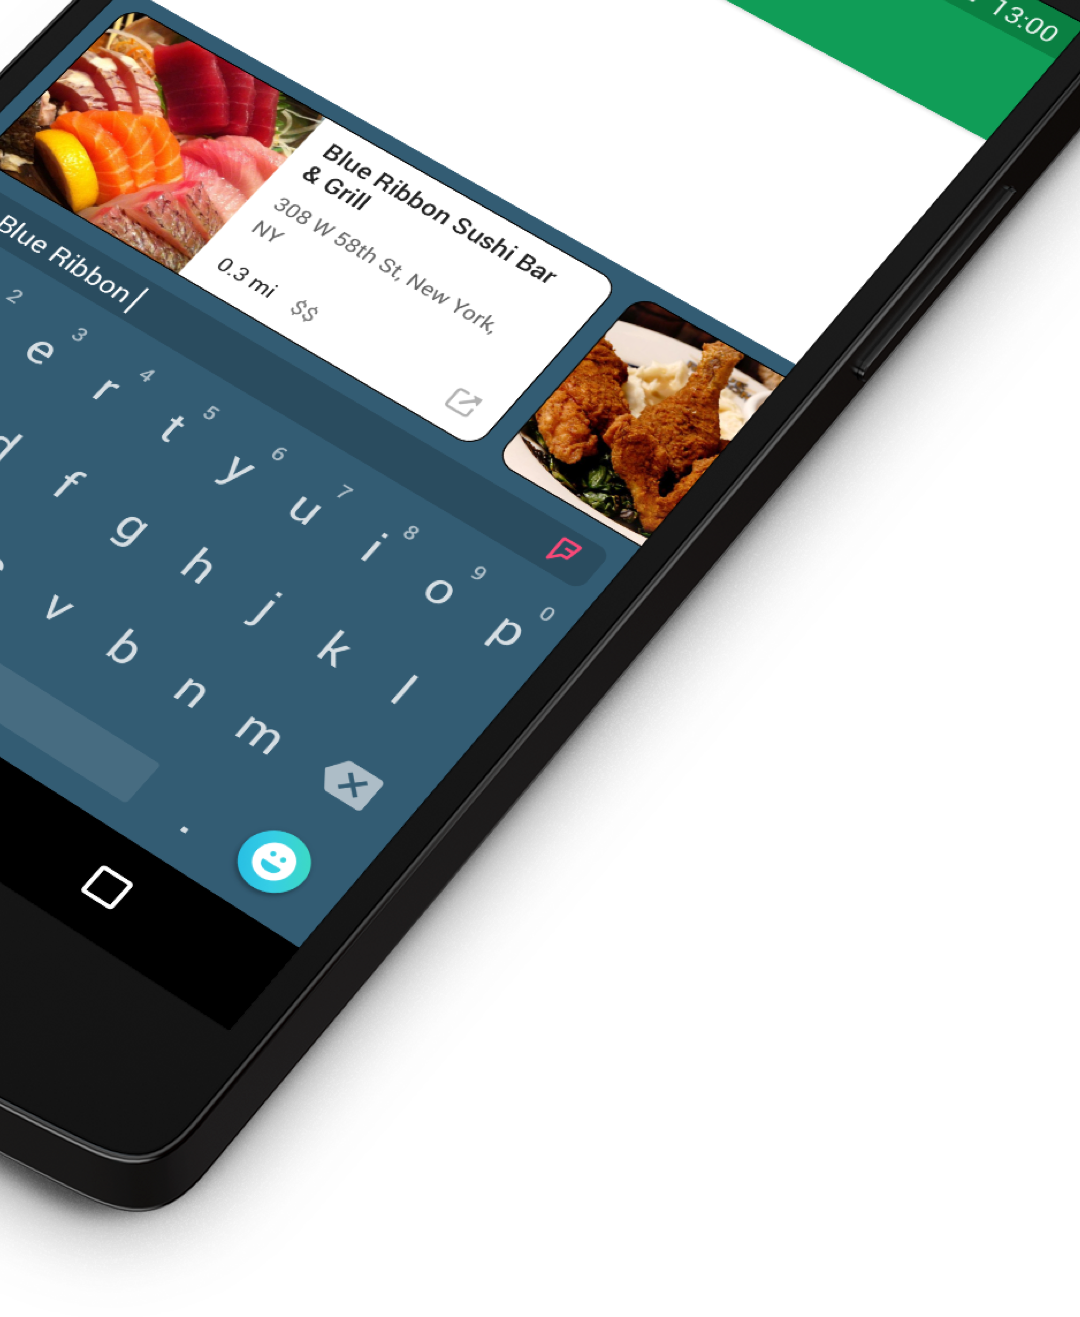 13:00
Blue Ribbon Sushi Bar
& Grill
308 W 58th St, New York,
NY
0.3 mi $$
Blue Ribbon
2 3 4 5 6 7 8 9 0
e r t y u i o p
d f g h j k l
v b n m
.